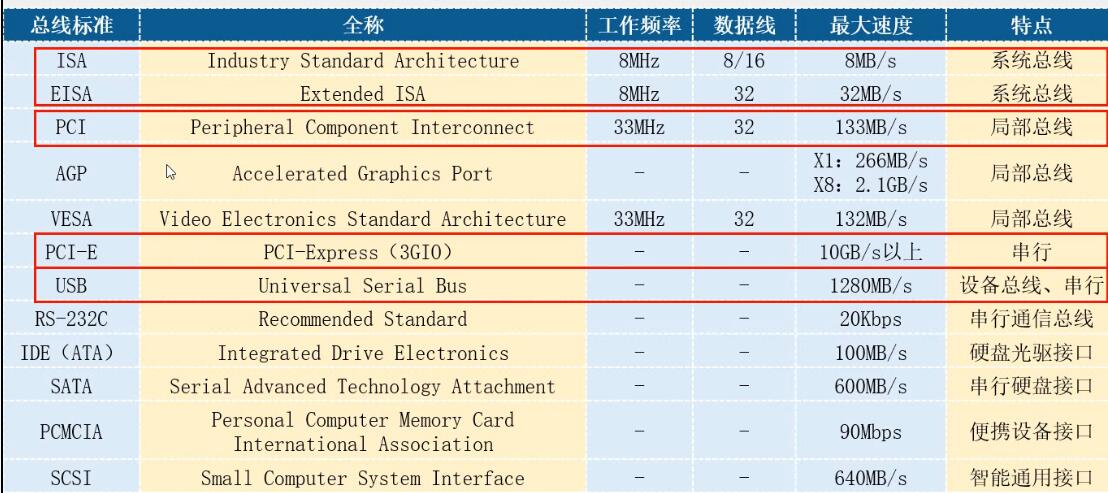 总线标准 全称 工作频率 数据线 最大速度 特点
ISA Industry Standard Architecture 8MHz 8/16 8MB/s 系统总线
EISA Extended ISA 8MHz 32 32MB/s 系统总线
PCI Peripheral Component Interconnect 33MHz 32 133MB/s 局部总线
AGP Accelerated Graphics Port - - X1：266MB/s
X8：2.1GB/s 局部总线
VESA Video Electronics Standard Architecture 33MHz 32 132MB/s 局部总线
PCI-E PCI-Express（3GIO） - - 10GB/s以上 串行
USB Universal Serial Bus - - 1280MB/s 设备总线、串行
RS-232C Recommended Standard - - 20Kbps 串行通信总线
IDE（ATA） Integrated Drive Electronics - - 100MB/s 硬盘光驱接口
SATA Serial Advanced Technology Attachment - - 600MB/s 串行硬盘接口
PCMCIA Personal Computer Memory Card
International Association - - 90Mbps 便携设备接口
SCSI Small Computer System Interface - - 640MB/s 智能通用接口